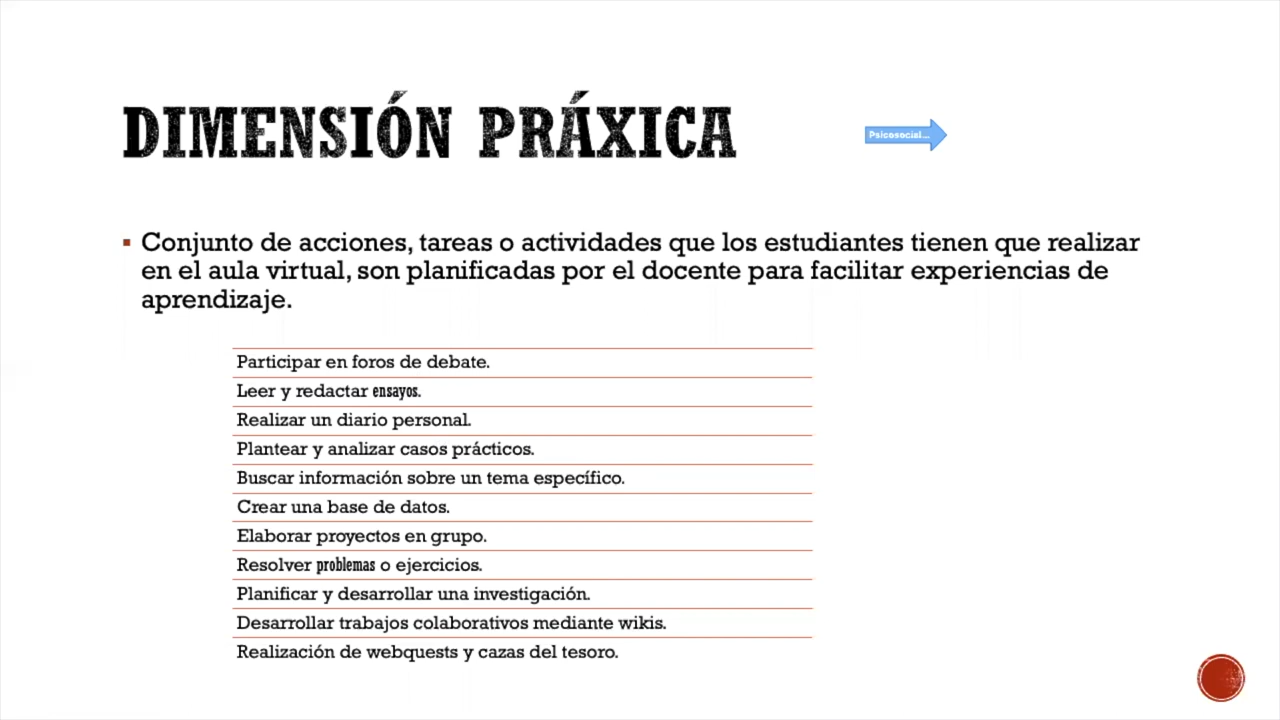 DIMENSIÓN PRÁXICA
Psicosocial...
▪ Conjunto de acciones, tareas o actividades que los estudiantes tienen que realizar
en el aula virtual, son planificadas por el docente para facilitar experiencias de
aprendizaje.
Participar en foros de debate.
Leer y redactar ensayos.
Realizar un diario personal.
Plantear y analizar casos prácticos.
Buscar información sobre un tema específico.
Crear una base de datos.
Elaborar proyectos en grupo.
Resolver problemas o ejercicios.
Planificar y desarrollar una investigación.
Desarrollar trabajos colaborativos mediante wikis.
Realización de webquests y cazas del tesoro.